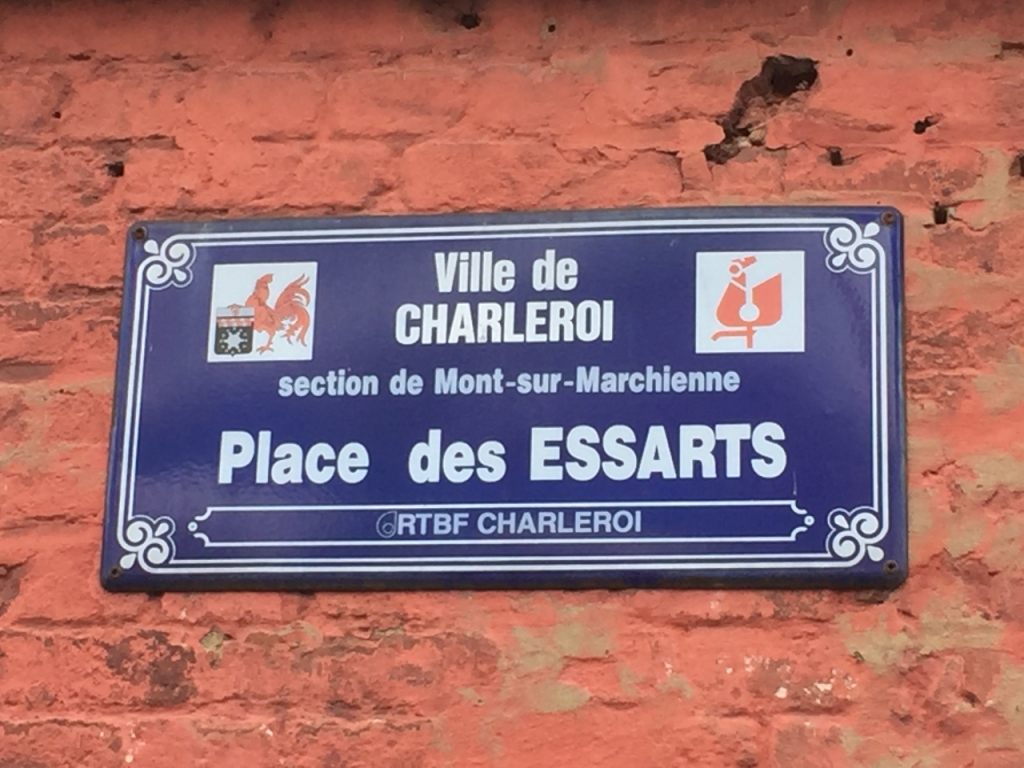 Ville de
CHARLEROI
section de Mont-sur-Marchienne
Place des ESSARTS
RTBF CHARLEROI